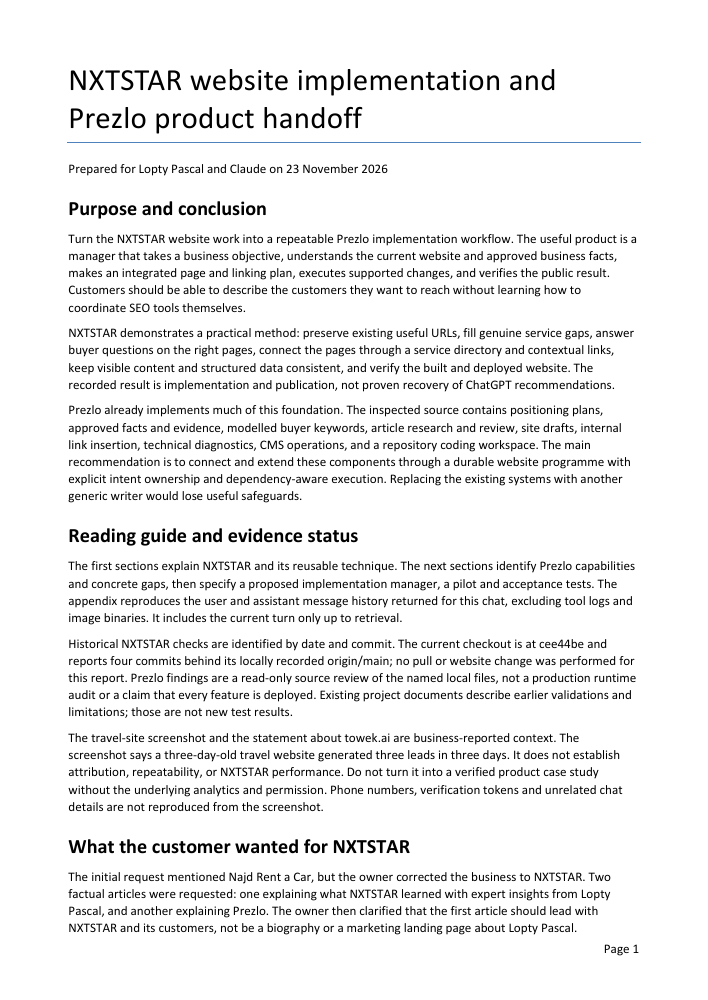 NXTSTAR website implementation and
Prezlo product handoff
Prepared for Lopty Pascal and Claude on 23 November 2026
Purpose and conclusion
Turn the NXTSTAR website work into a repeatable Prezlo implementation workflow. The useful product is a
manager that takes a business objective, understands the current website and approved business facts,
makes an integrated page and linking plan, executes supported changes, and verifies the public result.
Customers should be able to describe the customers they want to reach without learning how to
coordinate SEO tools themselves.
NXTSTAR demonstrates a practical method: preserve existing useful URLs, fill genuine service gaps, answer
buyer questions on the right pages, connect the pages through a service directory and contextual links,
keep visible content and structured data consistent, and verify the built and deployed website. The
recorded result is implementation and publication, not proven recovery of ChatGPT recommendations.
Prezlo already implements much of this foundation. The inspected source contains positioning plans,
approved facts and evidence, modelled buyer keywords, article research and review, site drafts, internal
link insertion, technical diagnostics, CMS operations, and a repository coding workspace. The main
recommendation is to connect and extend these components through a durable website programme with
explicit intent ownership and dependency-aware execution. Replacing the existing systems with another
generic writer would lose useful safeguards.
Reading guide and evidence status
The first sections explain NXTSTAR and its reusable technique. The next sections identify Prezlo capabilities
and concrete gaps, then specify a proposed implementation manager, a pilot and acceptance tests. The
appendix reproduces the user and assistant message history returned for this chat, excluding tool logs and
image binaries. It includes the current turn only up to retrieval.
Historical NXTSTAR checks are identified by date and commit. The current checkout is at cee44be and
reports four commits behind its locally recorded origin/main; no pull or website change was performed for
this report. Prezlo findings are a read-only source review of the named local files, not a production runtime
audit or a claim that every feature is deployed. Existing project documents describe earlier validations and
limitations; those are not new test results.
The travel-site screenshot and the statement about towek.ai are business-reported context. The
screenshot says a three-day-old travel website generated three leads in three days. It does not establish
attribution, repeatability, or NXTSTAR performance. Do not turn it into a verified product case study
without the underlying analytics and permission. Phone numbers, verification tokens and unrelated chat
details are not reproduced from the screenshot.
What the customer wanted for NXTSTAR
The initial request mentioned Najd Rent a Car, but the owner corrected the business to NXTSTAR. Two
factual articles were requested: one explaining what NXTSTAR learned with expert insights from Lopty
Pascal, and another explaining Prezlo. The owner then clarified that the first article should lead with
NXTSTAR and its customers, not be a biography or a marketing landing page about Lopty Pascal.
Page 1